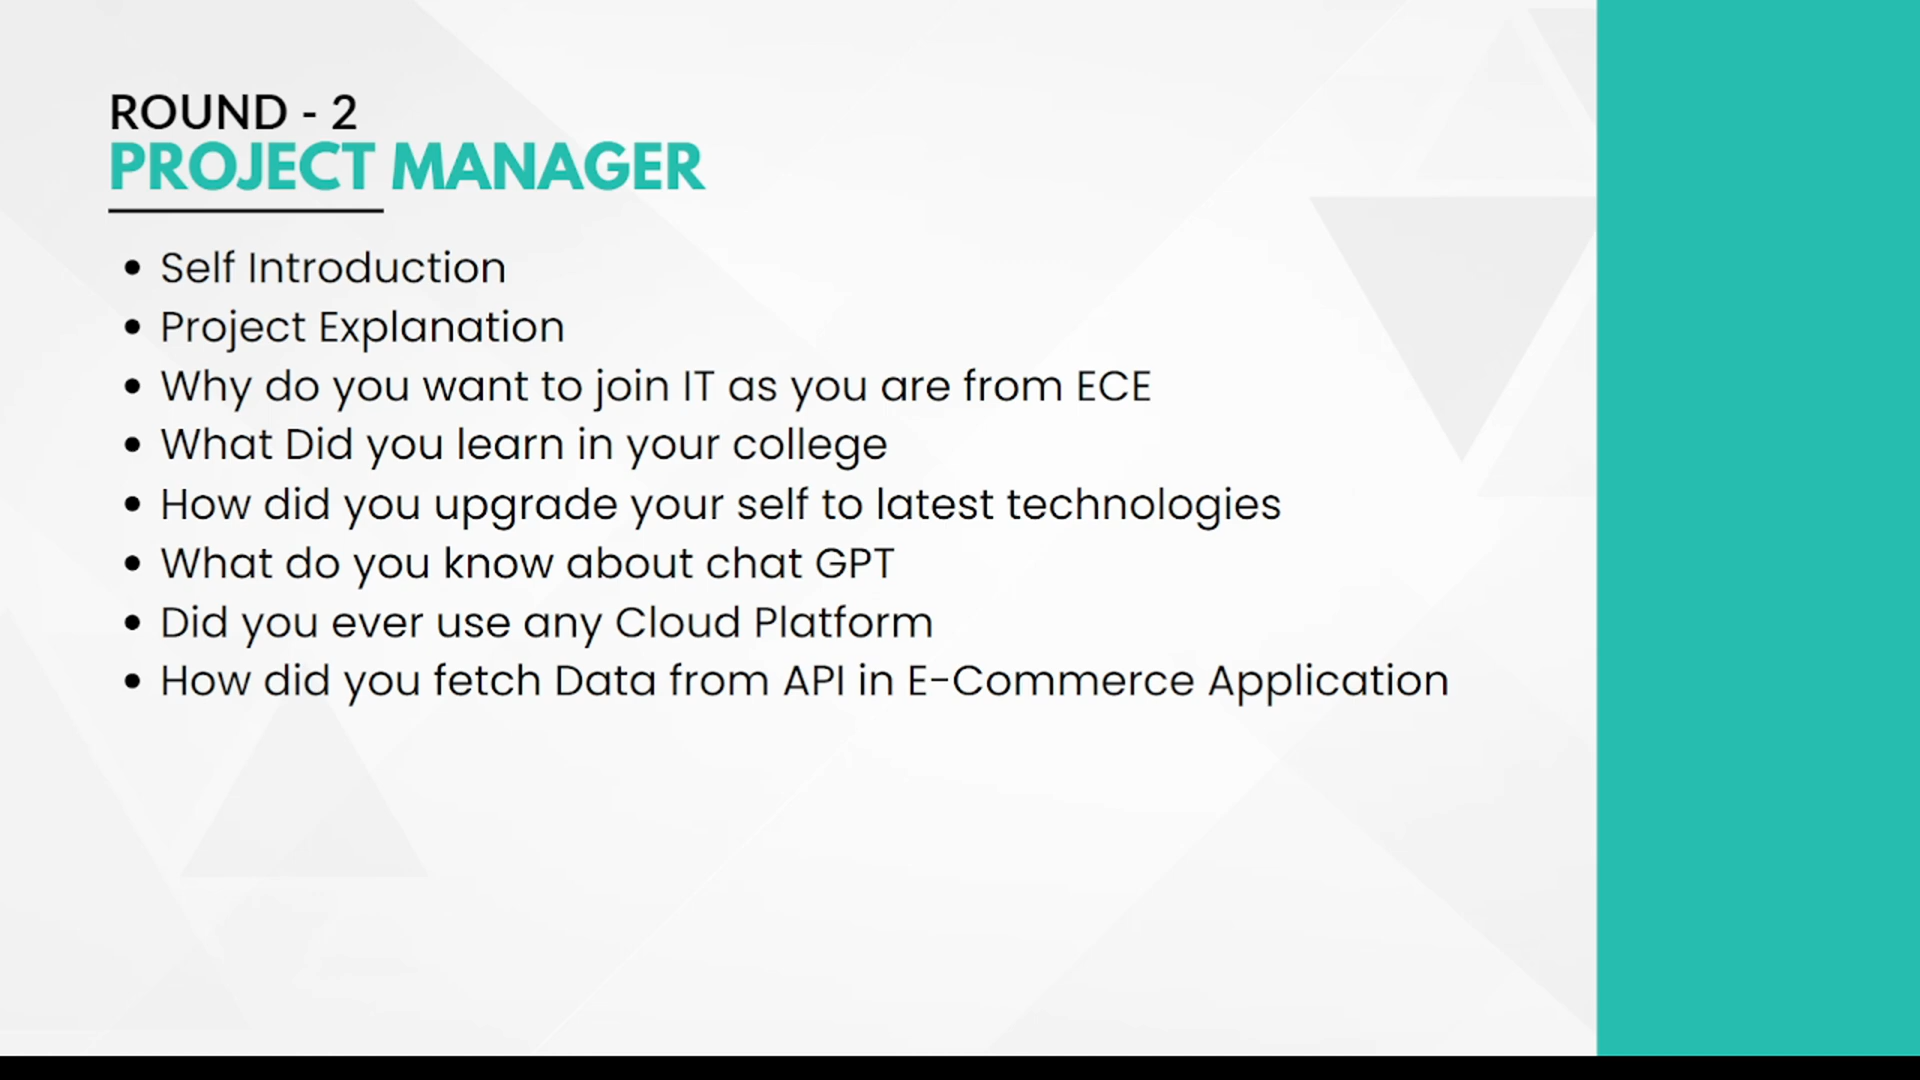 ROUND - 2
PROJECT MANAGER
• Self Introduction
• Project Explanation
• Why do you want to join IT as you are from ECE
• What Did you learn in your college
• How did you upgrade your self to latest technologies
• What do you know about chat GPT
• Did you ever use any Cloud Platform
• How did you fetch Data from API in E-Commerce Application